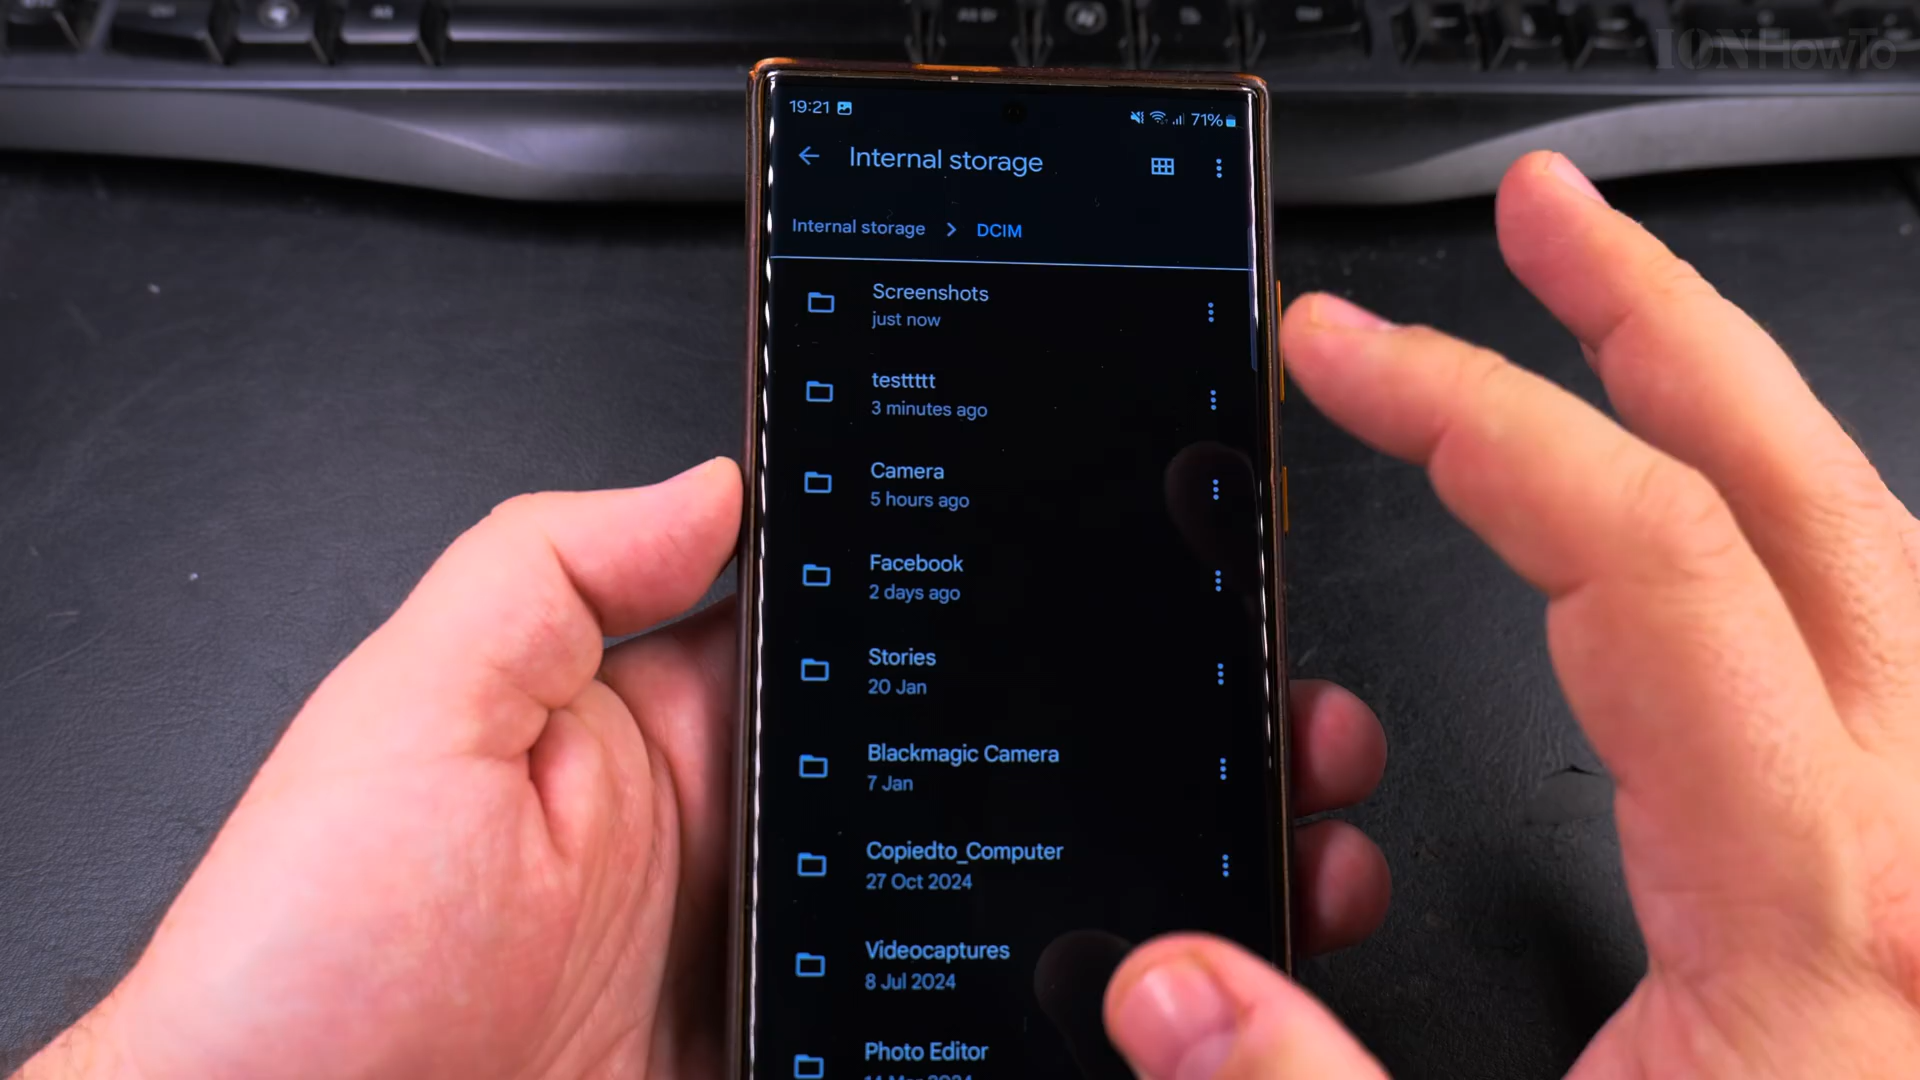 ION HowTo
19:21
71%
Internal storage
Internal storage > DCIM
Screenshots
just now
testtttt
3 minutes ago
Camera
5 hours ago
Facebook
2 days ago
Stories
20 Jan
Blackmagic Camera
7 Jan
Copiedto_Computer
27 Oct 2024
Videocaptures
8 Jul 2024
Photo Editor